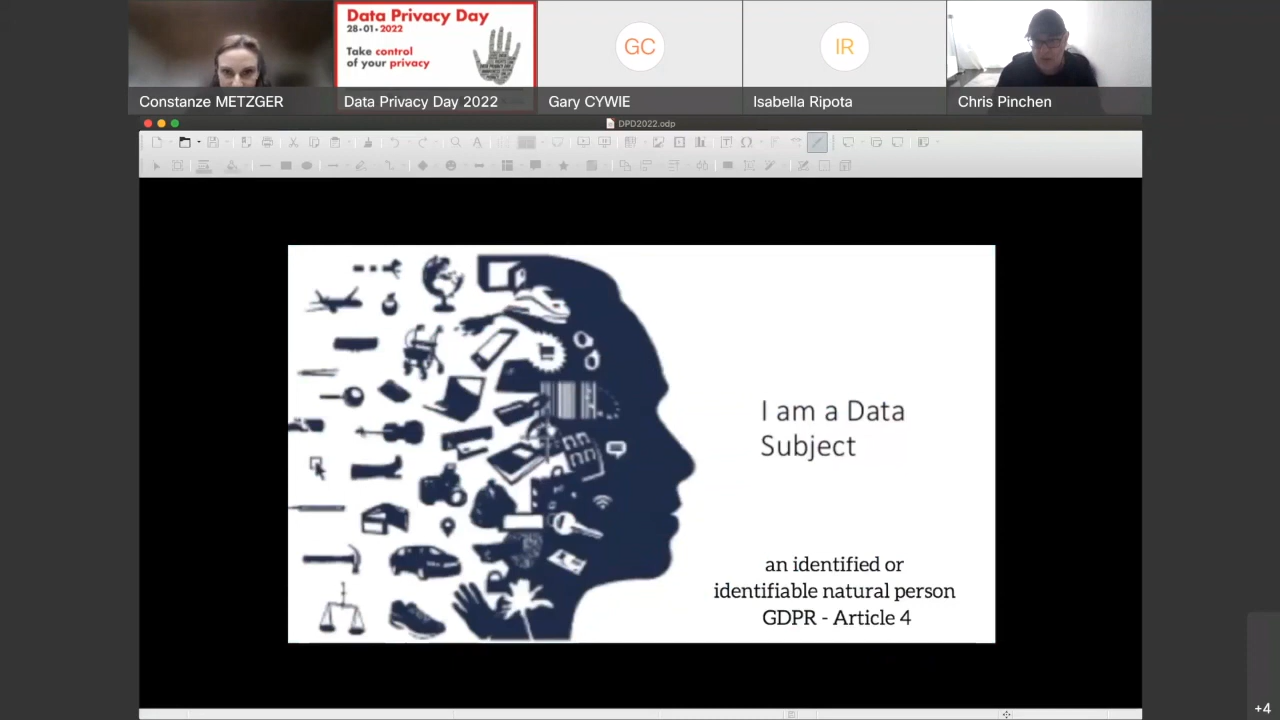 Data Privacy Day
28-01-2022
Take control
of your privacy
GC
IR
Constanze METZGER
Data Privacy Day 2022
Gary CYWIE
Isabella Ripota
Chris Pinchen
DPD2022.odp
I am a Data
Subject
an identified or
identifiable natural person
GDPR - Article 4
+4